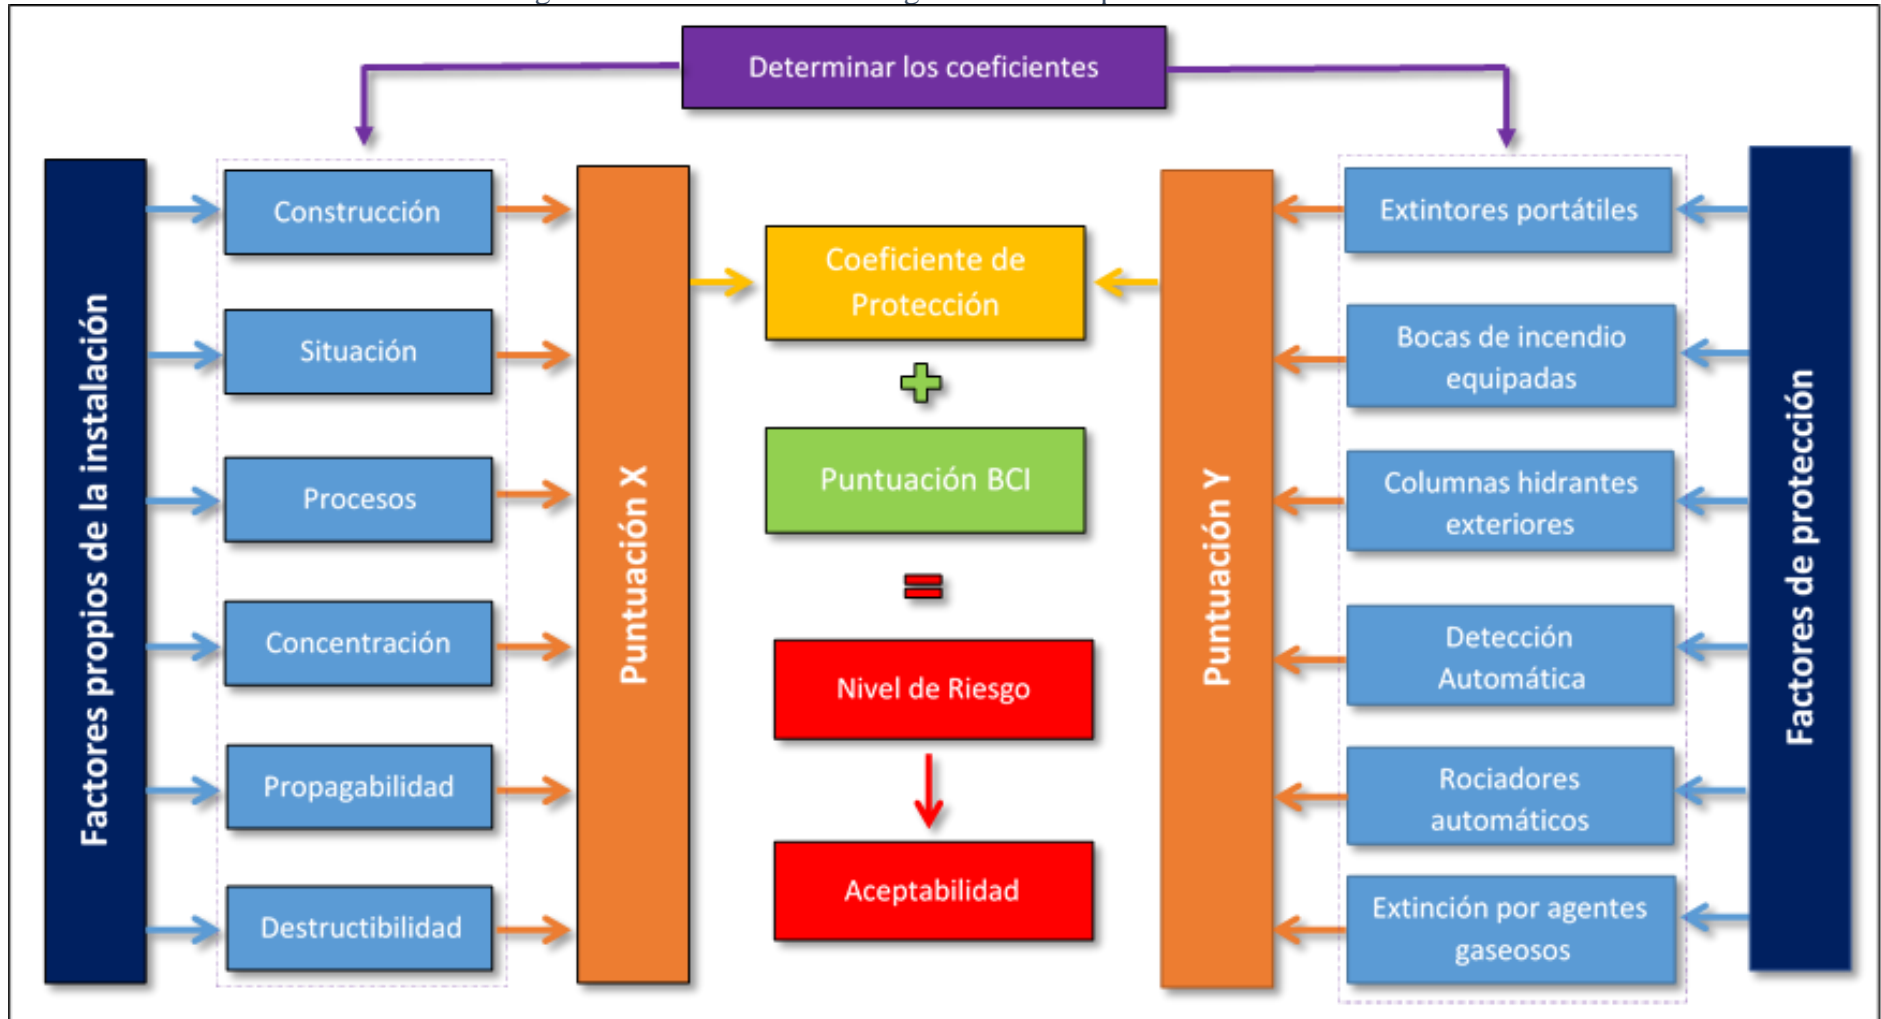 Determinar los coeficientes
Factores propios de la instalación
Construcción
Situación
Procesos
Concentración
Propagabilidad
Destructibilidad
Puntuación X
Coeficiente de
Protección
Puntuación BCI
Nivel de Riesgo
Aceptabilidad
Puntuación Y
Extintores portátiles
Bocas de incendio
equipadas
Columnas hidrantes
exteriores
Detección
Automática
Rociadores
automáticos
Extinción por agentes
gaseosos
Factores de protección